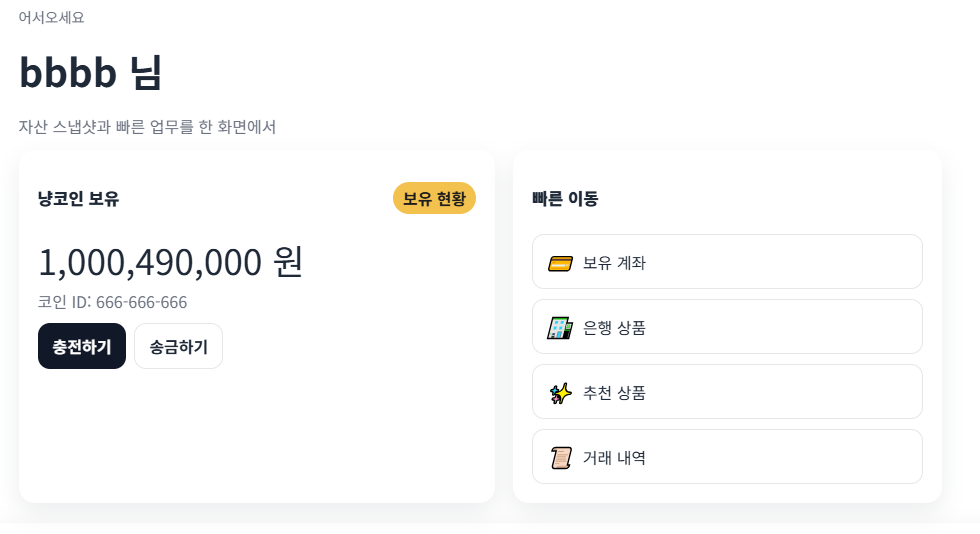 어서오세요
bbbb 님
자산 스냅샷과 빠른 업무를 한 화면에서
냥코인 보유
보유 현황
1,000,490,000 원
코인 ID: 666-666-666
충전하기
송금하기
빠른 이동
보유 계좌
은행 상품
추천 상품
거래 내역